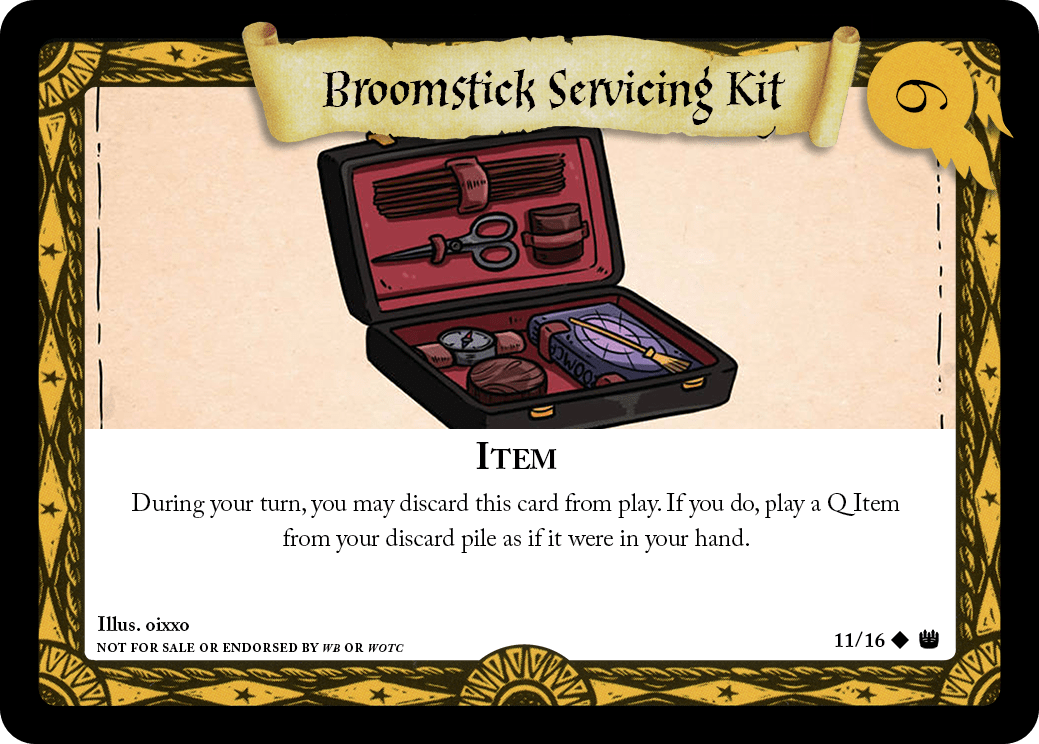 Broomstick Servicing Kit
6
ITEM
During your turn, you may discard this card from play. If you do, play a Q Item
from your discard pile as if it were in your hand.
Illus. oixxo
NOT FOR SALE OR ENDORSED BY WB OR WOTC
11/16